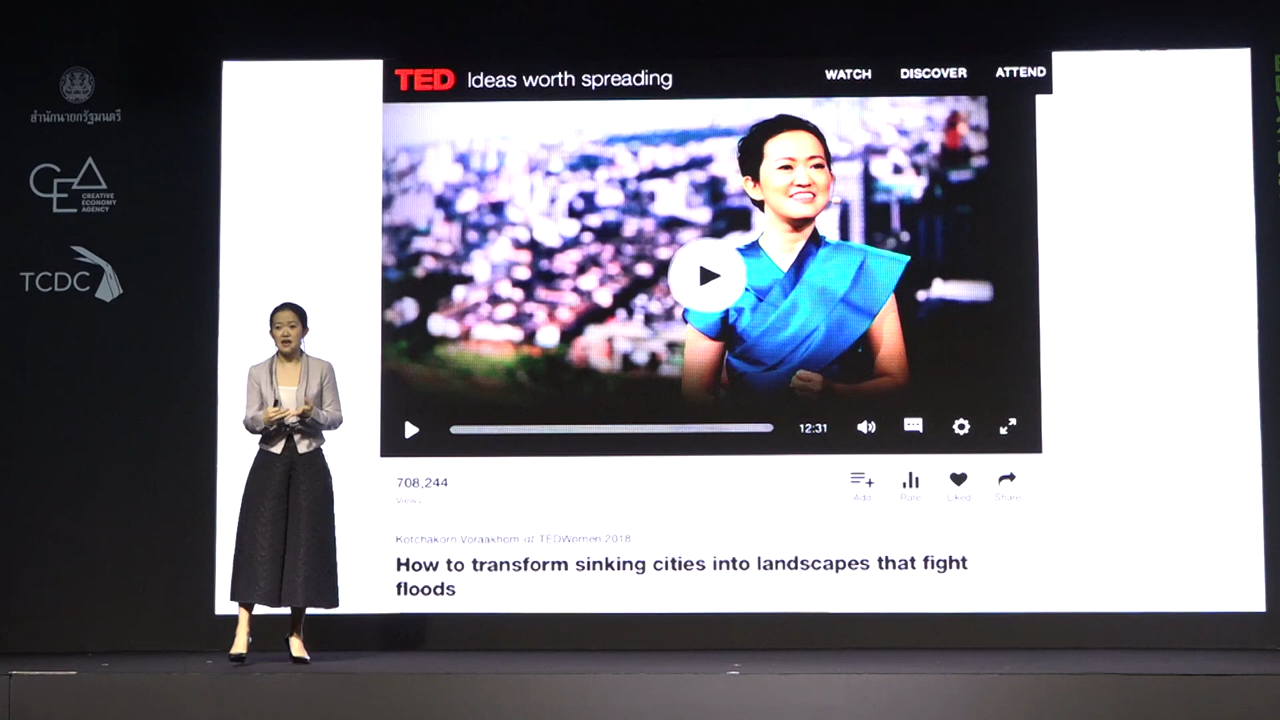 สำนักนายกรัฐมนตรี
CEA
CREATIVE
ECONOMY
AGENCY
TCDC
TED Ideas worth spreading
WATCH DISCOVER ATTEND
12:31
708,244
Views
Add Rate Liked Share
Kotchakorn Voraakhom at TEDWomen 2018
How to transform sinking cities into landscapes that fight
floods